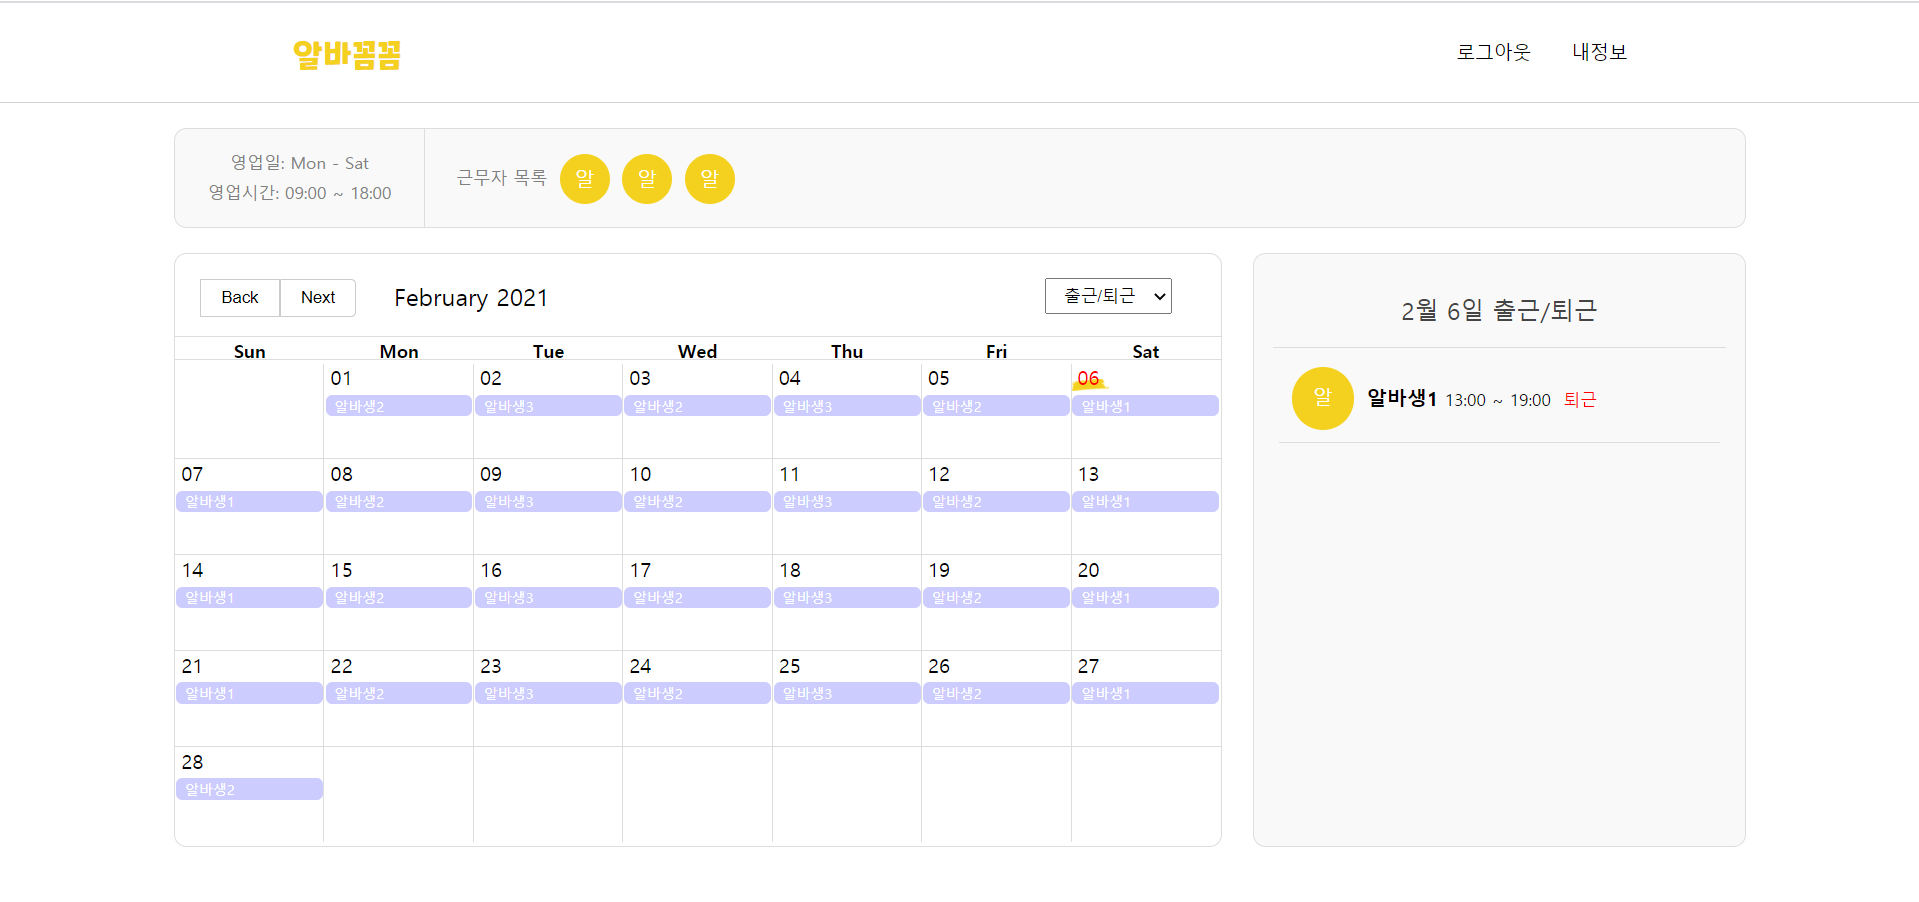 알바꼼꼼
로그아웃 내정보
영업일: Mon - Sat
영업시간: 09:00 ~ 18:00
근무자 목록 알 알 알
Back Next February 2021 출근/퇴근
Sun Mon Tue Wed Thu Fri Sat
01 02 03 04 05 06
알바생2 알바생3 알바생2 알바생3 알바생2 알바생1
07 08 09 10 11 12 13
알바생1 알바생2 알바생3 알바생2 알바생3 알바생2 알바생1
14 15 16 17 18 19 20
알바생1 알바생2 알바생3 알바생2 알바생3 알바생2 알바생1
21 22 23 24 25 26 27
알바생1 알바생2 알바생3 알바생2 알바생3 알바생2 알바생1
28
알바생2
2월 6일 출근/퇴근
알 알바생1 13:00 ~ 19:00 퇴근